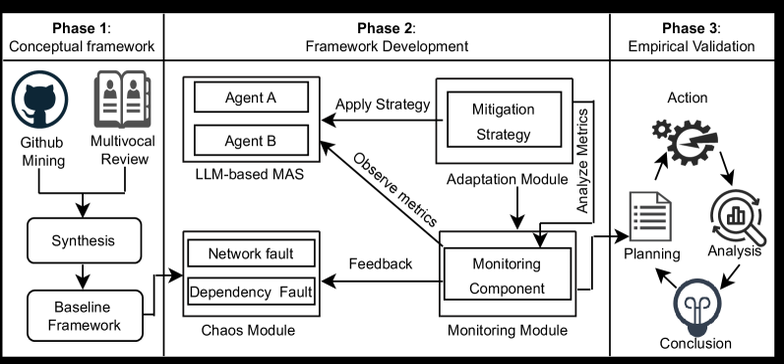 Phase 1:
Conceptual framework
Github
Mining
Multivocal
Review
Synthesis
Baseline
Framework
Phase 2:
Framework Development
Agent A
Agent B
LLM-based MAS
Apply Strategy
Mitigation
Strategy
Adaptation Module
Analyze Metrics
Observe metrics
Network fault
Dependency Fault
Chaos Module
Feedback
Monitoring
Component
Monitoring Module
Phase 3:
Empirical Validation
Action
Planning
Analysis
Conclusion